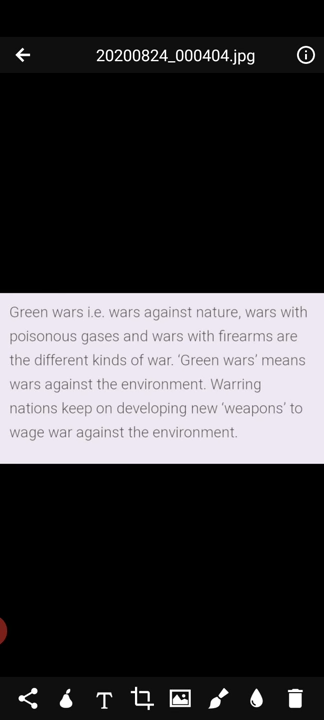 20200824_000404.jpg
Green wars i.e. wars against nature, wars with
poisonous gases and wars with firearms are
the different kinds of war. ‘Green wars’ means
wars against the environment. Warring
nations keep on developing new ‘weapons’ to
wage war against the environment.
T